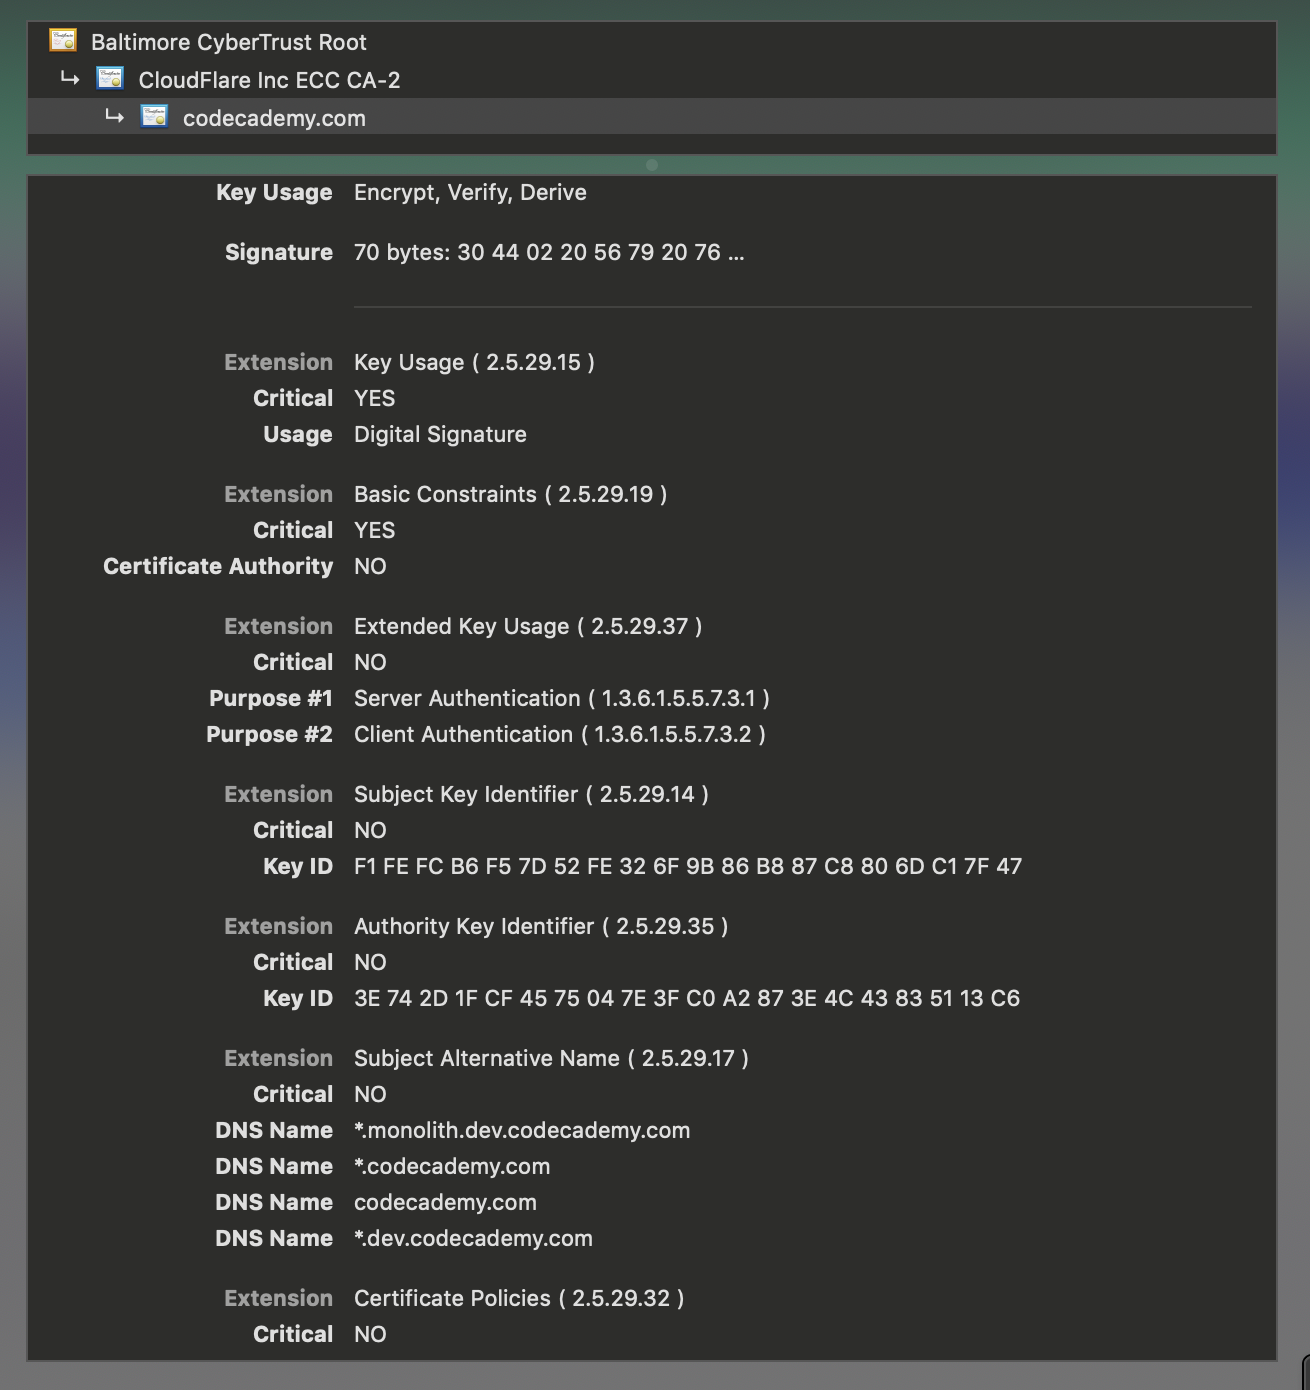 Baltimore CyberTrust Root
CloudFlare Inc ECC CA-2
codecademy.com
Key Usage Encrypt, Verify, Derive
Signature 70 bytes: 30 44 02 20 56 79 20 76 ...
Extension Key Usage ( 2.5.29.15 )
Critical YES
Usage Digital Signature
Extension Basic Constraints ( 2.5.29.19 )
Critical YES
Certificate Authority NO
Extension Extended Key Usage ( 2.5.29.37 )
Critical NO
Purpose #1 Server Authentication ( 1.3.6.1.5.5.7.3.1 )
Purpose #2 Client Authentication ( 1.3.6.1.5.5.7.3.2 )
Extension Subject Key Identifier ( 2.5.29.14 )
Critical NO
Key ID F1 FE FC B6 F5 7D 52 FE 32 6F 9B 86 B8 87 C8 80 6D C1 7F 47
Extension Authority Key Identifier ( 2.5.29.35 )
Critical NO
Key ID 3E 74 2D 1F CF 45 75 04 7E 3F C0 A2 87 3E 4C 43 83 51 13 C6
Extension Subject Alternative Name ( 2.5.29.17 )
Critical NO
DNS Name *.monolith.dev.codecademy.com
DNS Name *.codecademy.com
DNS Name codecademy.com
DNS Name *.dev.codecademy.com
Extension Certificate Policies ( 2.5.29.32 )
Critical NO